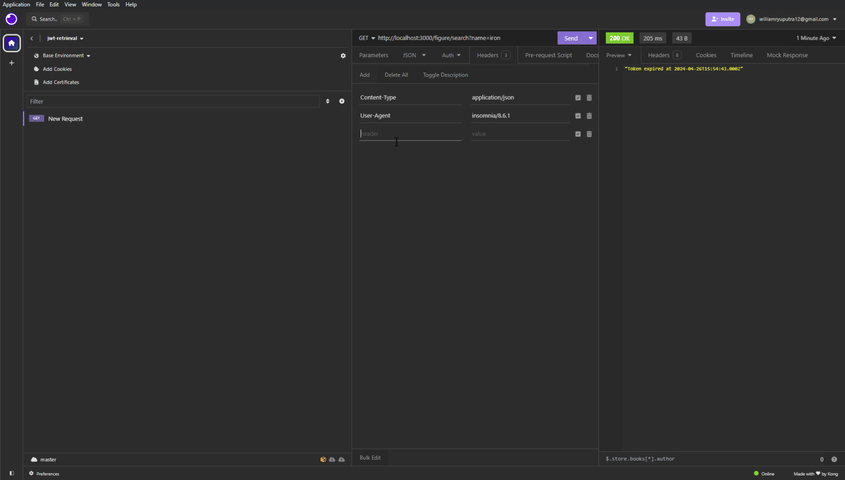 Application File Edit View Window Tools Help
Search.. Ctrl + F
Invite
williamryuputra12@gmail.com
jwt-retrieval
GET http://localhost:3000/figure/search?name=iron
Send
200 OK 205 ms 43 B
1 Minute Ago
Base Environment
Add Cookies
Add Certificates
Parameters JSON Auth Headers 3 Pre-request Script Docs
Preview Headers Cookies Timeline Mock Response
Add Delete All Toggle Description
1 "Token expired at 2024-04-26T15:54:43.000Z"
Filter
GET New Request
Content-Type application/json
User-Agent insomnia/8.6.1
header value
master
Bulk Edit
$.store.books[*].author 0
Preferences
Online
Made with ♥ by Kong